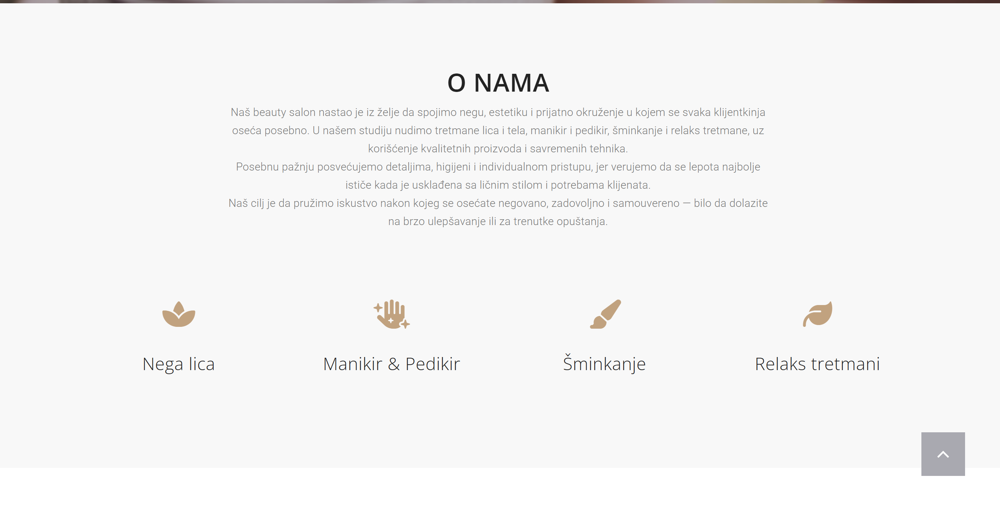 O NAMA
Naš beauty salon nastao je iz želje da spojimo negu, estetiku i prijatno okruženje u kojem se svaka klijentkinja
oseća posebno. U našem studiju nudimo tretmane lica i tela, manikir i pedikir, šminkanje i relaks tretmane, uz
korišćenje kvalitetnih proizvoda i savremenih tehnika.
Posebnu pažnju posvećujemo detaljima, higijeni i individualnom pristupu, jer verujemo da se lepota najbolje
ističe kada je usklađena sa ličnim stilom i potrebama klijenata.
Naš cilj je da pružimo iskustvo nakon kojeg se osećate negovano, zadovoljno i samouvereno — bilo da dolazite
na brzo ulepšavanje ili za trenutke opuštanja.
Nega lica
Manikir & Pedikir
Šminkanje
Relaks tretmani